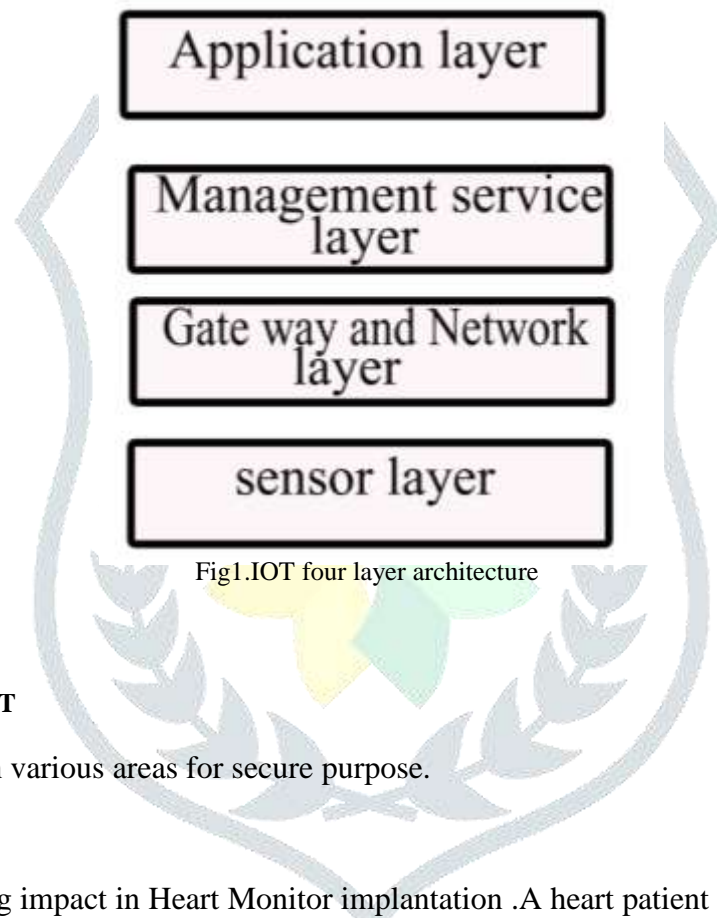 Application layer
Management service
layer
Gate way and Network
layer
sensor layer
Fig1.IOT four layer architecture
T
various areas for secure purpose.
g impact in Heart Monitor implantation .A heart patient